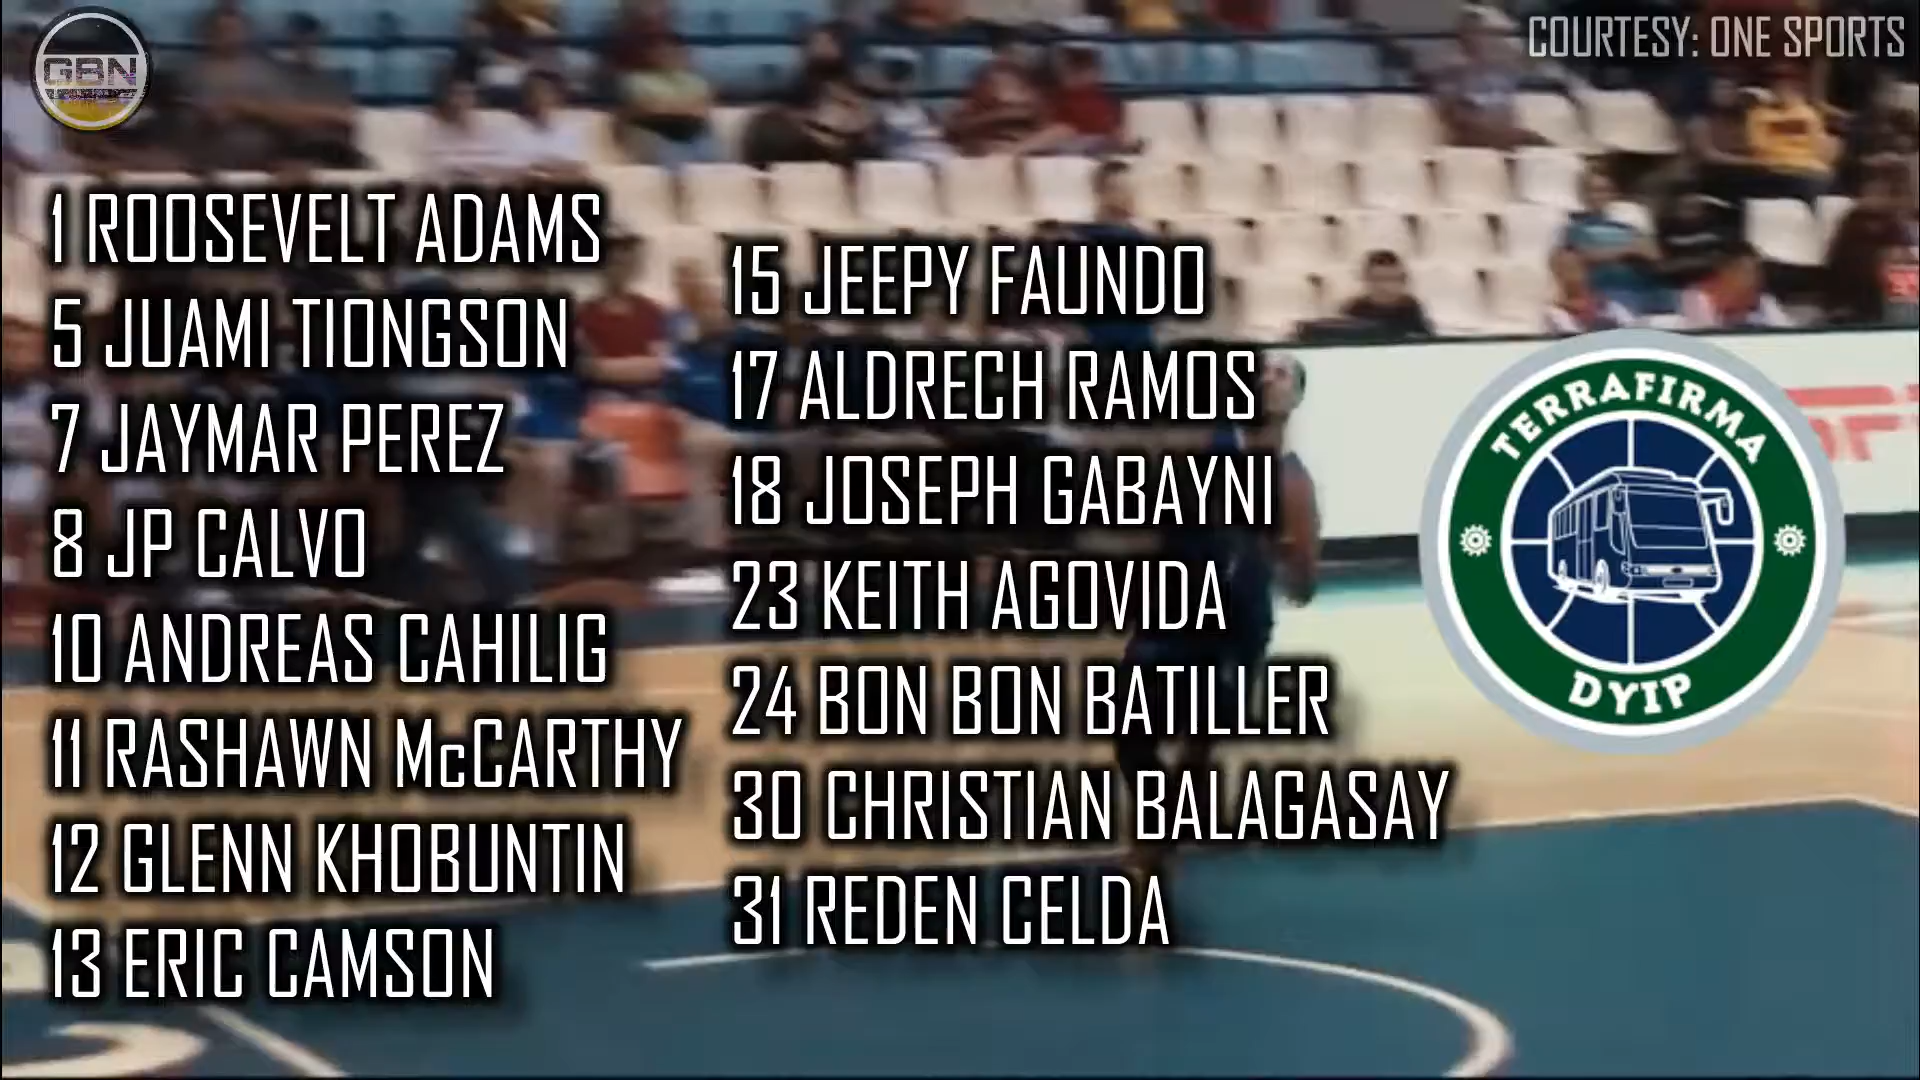 GBN
COURTESY: ONE SPORTS
1 ROOSEVELT ADAMS
5 JUAMI TIONGSON
7 JAYMAR PEREZ
8 JP CALVO
10 ANDREAS CAHILIG
11 RASHAWN McCARTHY
12 GLENN KHOBUNTIN
13 ERIC CAMSON
15 JEEPY FAUNDO
17 ALDRECH RAMOS
18 JOSEPH GABAYNI
23 KEITH AGOVIDA
24 BON BON BATILLER
30 CHRISTIAN BALAGASAY
31 REDEN CELDA
TERRAFIRMA
DYIP